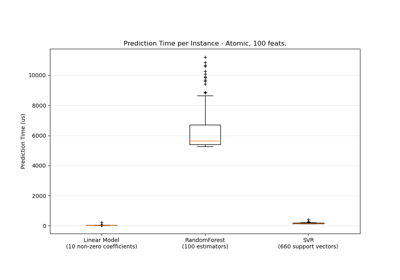 Prediction Time per Instance - Atomic, 100 feats.
Prediction Time (us)
10000
8000
6000
4000
2000
0
Linear Model
(10 non-zero coefficients)
RandomForest
(100 estimators)
SVR
(660 support vectors)